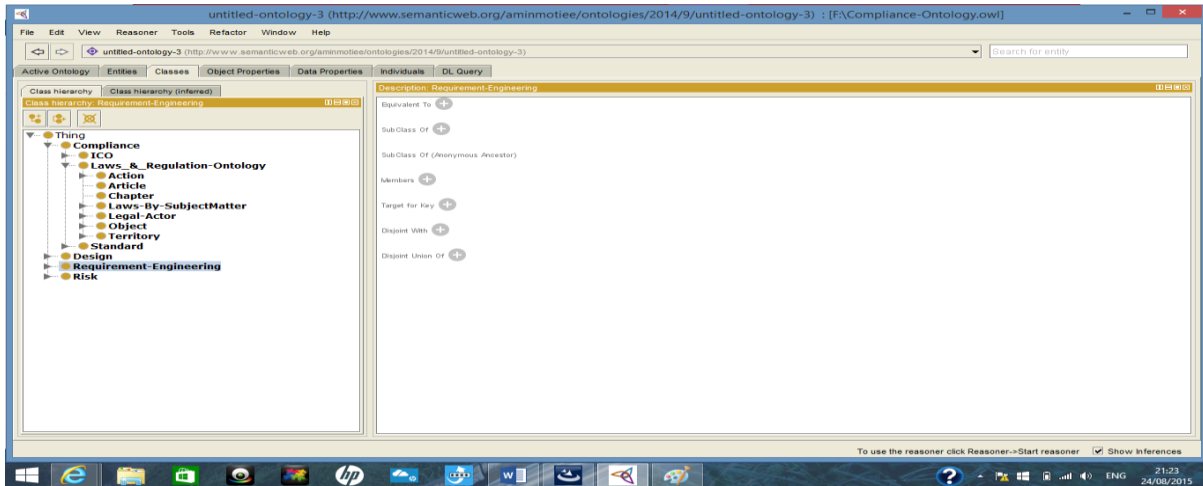 untitled-ontology-3 (http://www.semanticweb.org/aminmotiee/ontologies/2014/9/untitled-ontology-3) : [F:\Compliance-Ontology.owl]
File Edit View Reasoner Tools Refactor Window Help
untitled-ontology-3 (http://www.semanticweb.org/aminmotiee/ontologies/2014/9/untitled-ontology-3) Search for entity
Active Ontology Entities Classes Object Properties Data Properties Individuals DL Query
Class hierarchy Class hierarchy (inferred)
Class hierarchy: Requirement-Engineering
Thing
Compliance
ICO
Laws_&_Regulation-Ontology
Action
Article
Chapter
Laws-By-SubjectMatter
Legal-Actor
Object
Territory
Standard
Design
Requirement-Engineering
Risk
Description: Requirement-Engineering
Equivalent To
SubClass Of
SubClass Of (Anonymous Ancestor)
Members
Target for Key
Disjoint With
Disjoint Union Of
To use the reasoner click Reasoner->Start reasoner Show Inferences
hp W ENG 21:23
24/08/2015